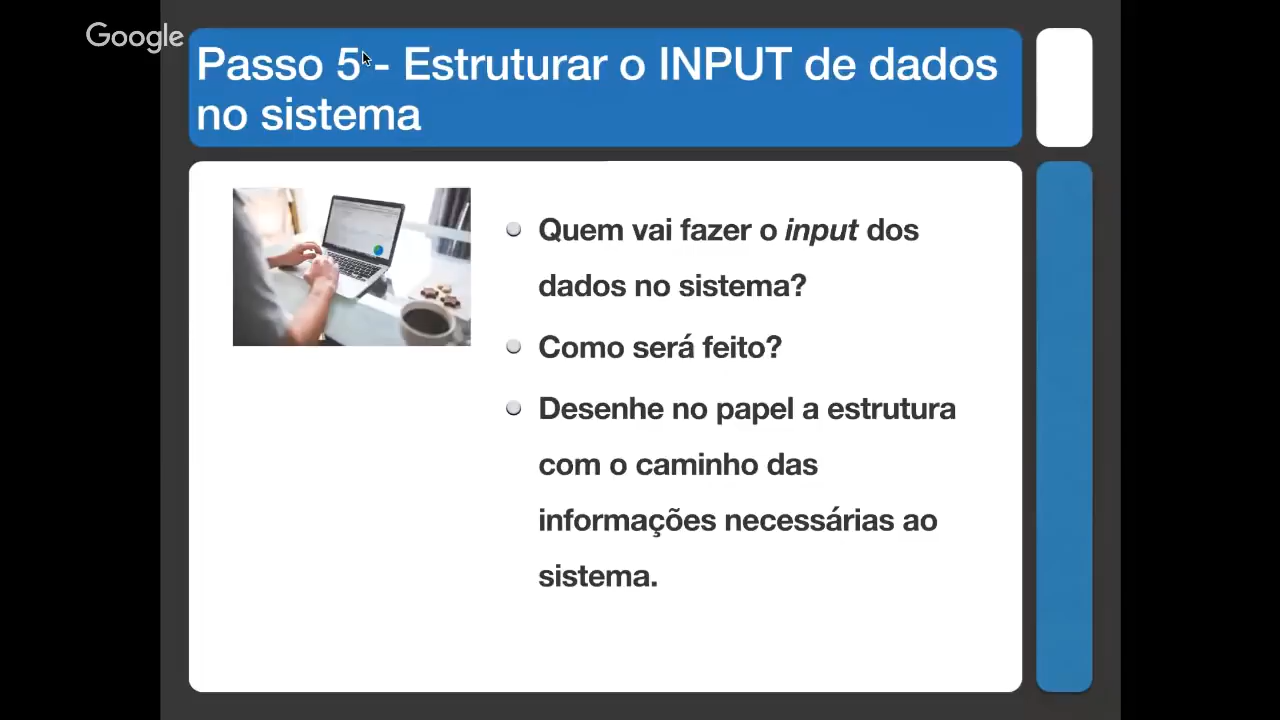 Google
Passo 5 - Estruturar o INPUT de dados
no sistema
Quem vai fazer o input dos
dados no sistema?
Como será feito?
Desenhe no papel a estrutura
com o caminho das
informações necessárias ao
sistema.